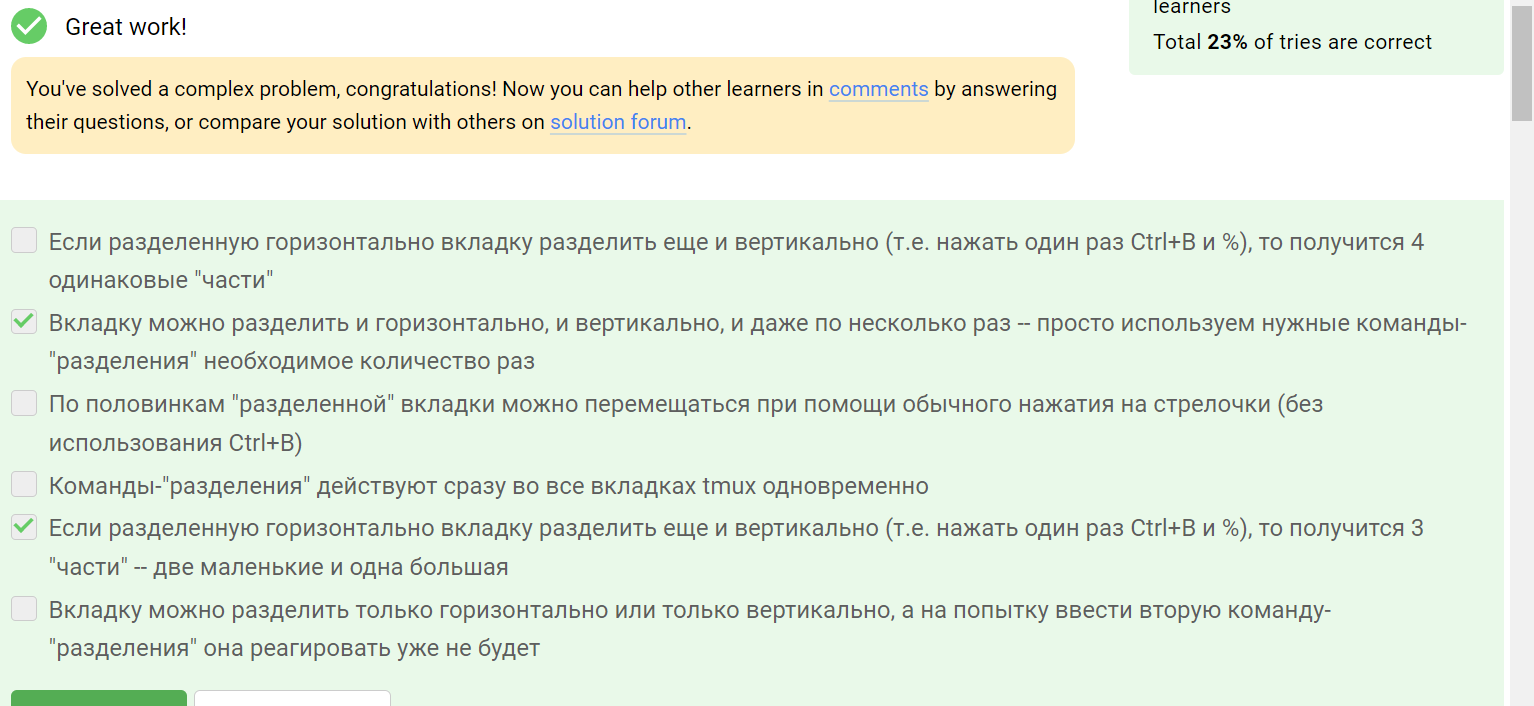 learners
Great work!
Total 23% of tries are correct
You've solved a complex problem, congratulations! Now you can help other learners in comments by answering
their questions, or compare your solution with others on solution forum.
Если разделенную горизонтально вкладку разделить еще и вертикально (т.е. нажать один раз Ctrl+B и %), то получится 4
одинаковые "части"
Вкладку можно разделить и горизонтально, и вертикально, и даже по несколько раз -- просто используем нужные команды-
"разделения" необходимое количество раз
По половинкам "разделенной" вкладки можно перемещаться при помощи обычного нажатия на стрелочки (без
использования Ctrl+B)
Команды-"разделения" действуют сразу во все вкладках tmux одновременно
Если разделенную горизонтально вкладку разделить еще и вертикально (т.е. нажать один раз Ctrl+B и %), то получится 3
"части" -- две маленькие и одна большая
Вкладку можно разделить только горизонтально или только вертикально, а на попытку ввести вторую команду-
"разделения" она реагировать уже не будет